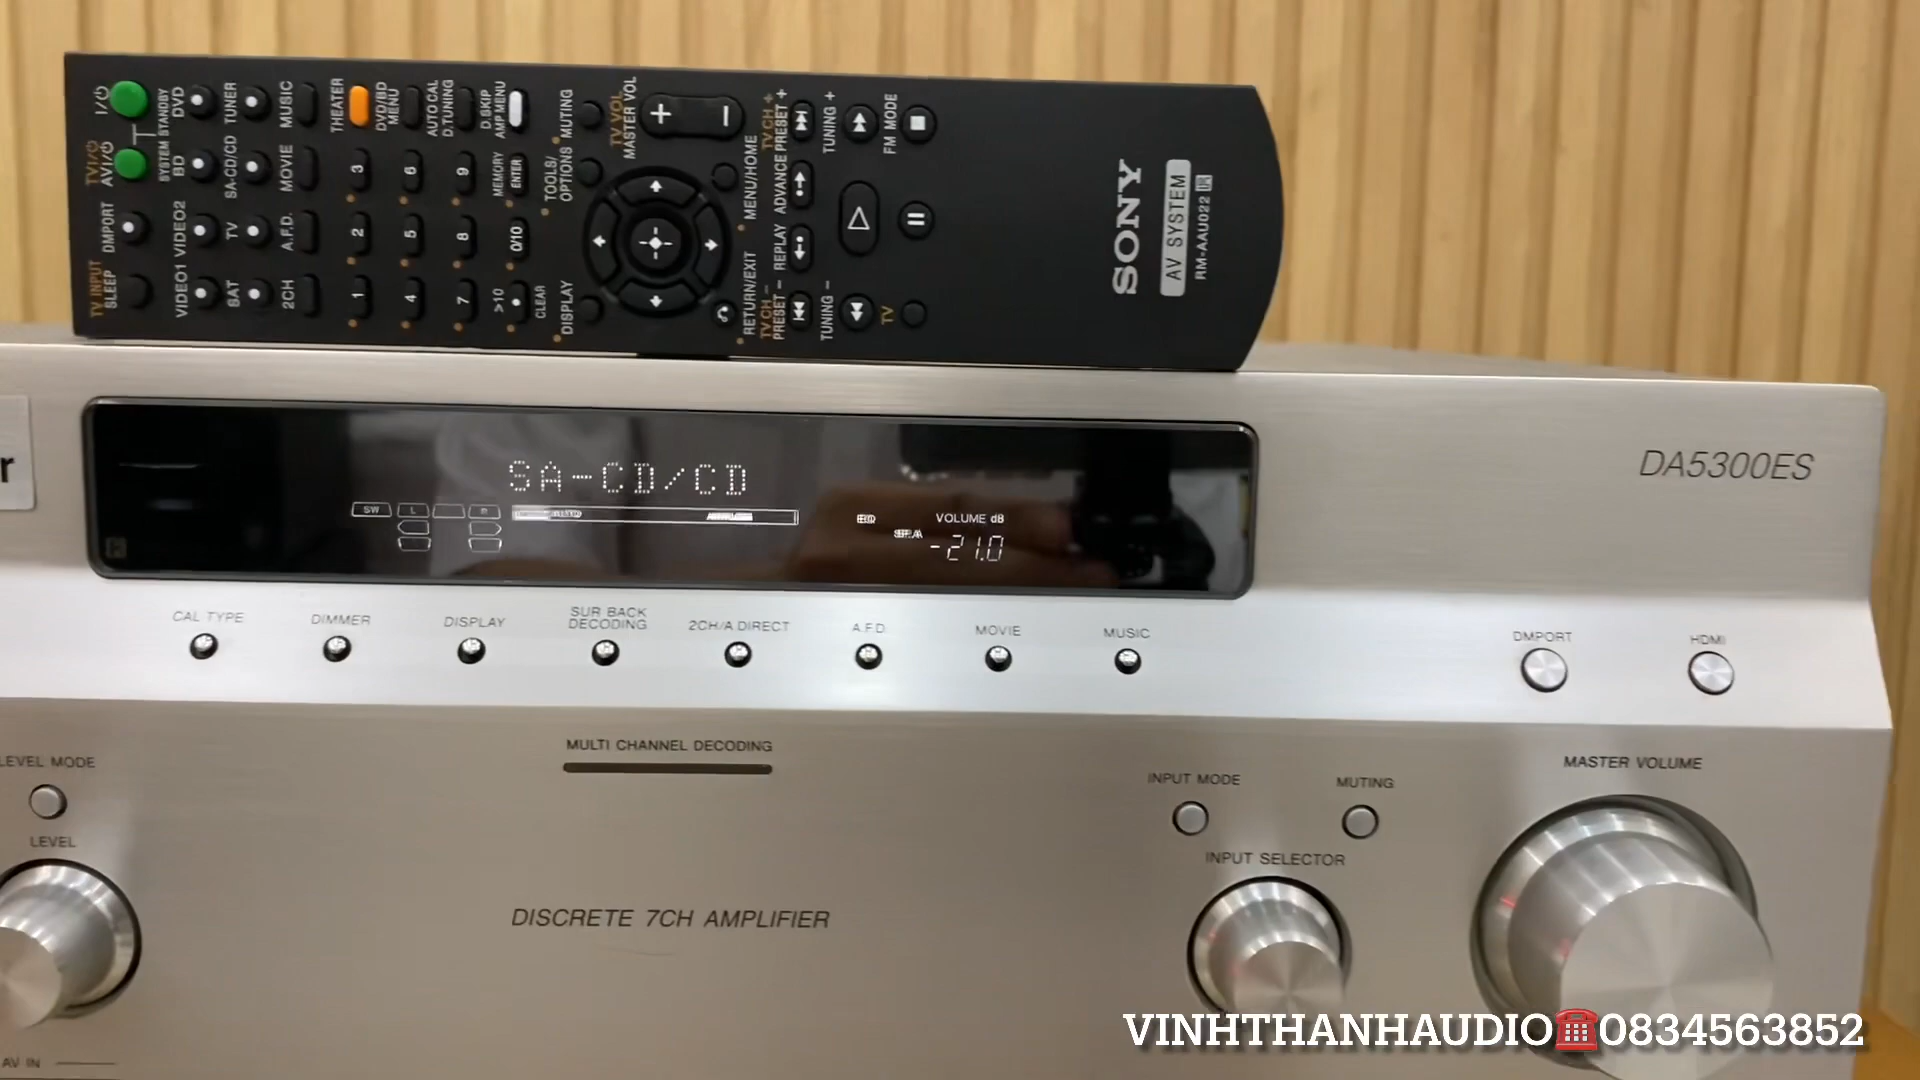 I/⏻
TV I/⏻
AV I/⏻
SYSTEM STANDBY
TV INPUT
SLEEP
DMPORT
BD
DVD
VIDEO1
VIDEO2
SAT
TV
SA-CD/CD
TUNER
2CH
A.F.D.
MOVIE
MUSIC
THEATER
1
2
3
DVD/BD
MENU
4
5
6
AUTO CAL
D.TUNING
7
8
9
D.SKIP
AMP MENU
>10
0/10
ENTER
MEMORY
CLEAR
DISPLAY
TOOLS/
OPTIONS
MUTING
TV VOL
MASTER VOL
+
−
RETURN/EXIT
MENU/HOME
TV CH −
PRESET −
REPLAY
ADVANCE
TV CH +
PRESET +
TUNING −
TUNING +
TV
FM MODE
SONY
AV SYSTEM
RM-AAU022
r
DA5300ES
SA-CD/CD
SW
L
R
VOLUME dB
-21.0
CAL TYPE
DIMMER
DISPLAY
SUR BACK
DECODING
2CH/A.DIRECT
A.F.D.
MOVIE
MUSIC
DMPORT
HDMI
LEVEL MODE
MULTI CHANNEL DECODING
INPUT MODE
MUTING
MASTER VOLUME
LEVEL
INPUT SELECTOR
DISCRETE 7CH AMPLIFIER
AV IN
VINHTHANHAUDIO☎️0834563852